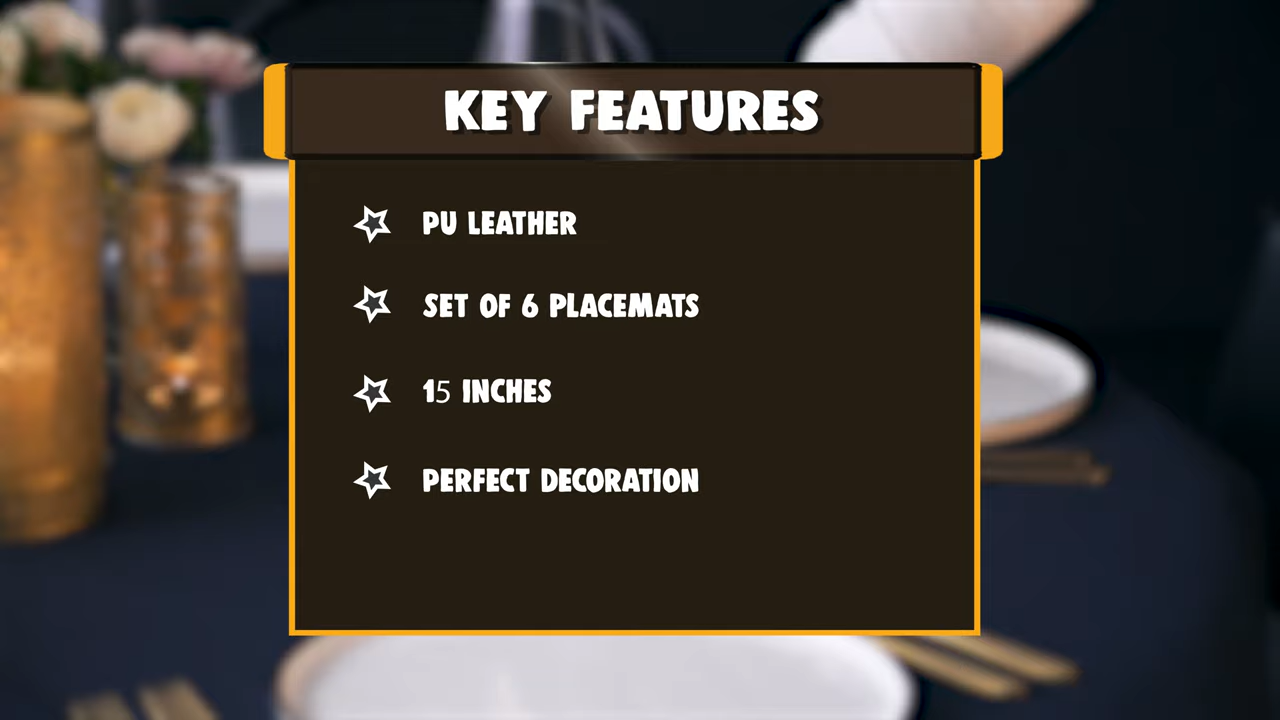 KEY FEATURES
PU LEATHER
SET OF 6 PLACEMATS
15 INCHES
PERFECT DECORATION